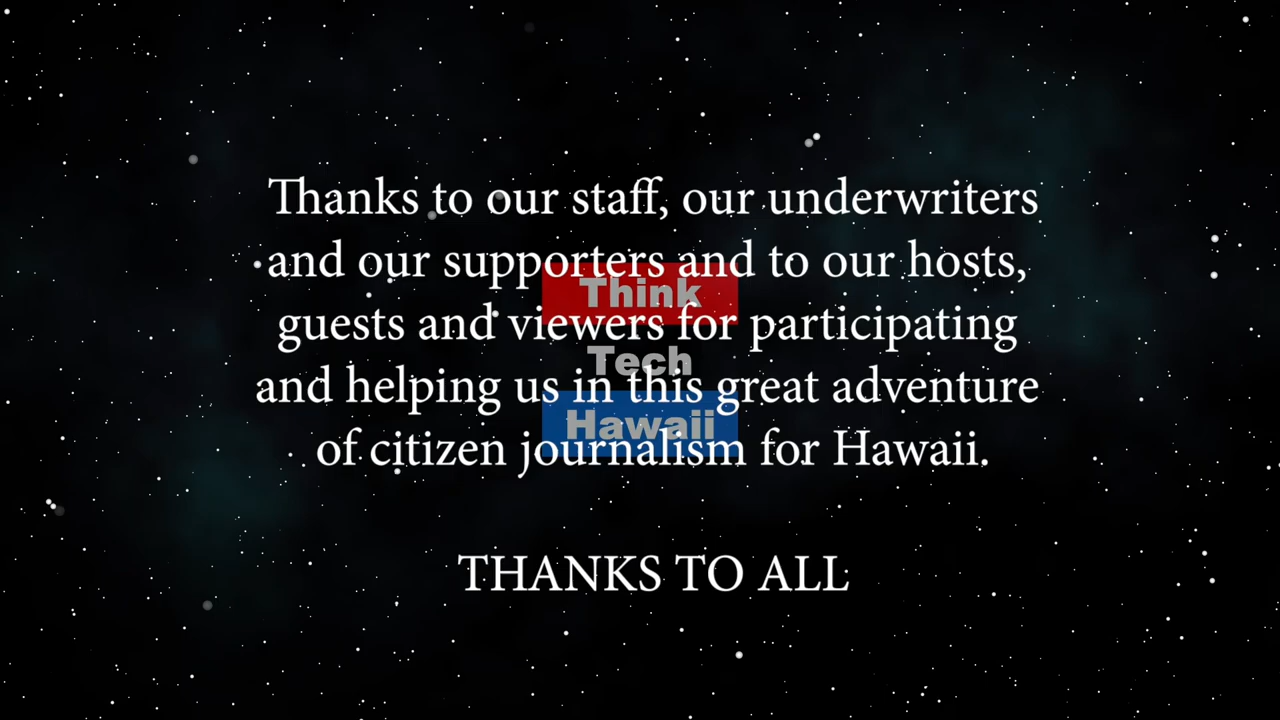 Thanks to our staff, our underwriters
and our supporters and to our hosts,
Think
guests and viewers for participating
Tech
and helping us in this great adventure
Hawaii
of citizen journalism for Hawaii.
THANKS TO ALL